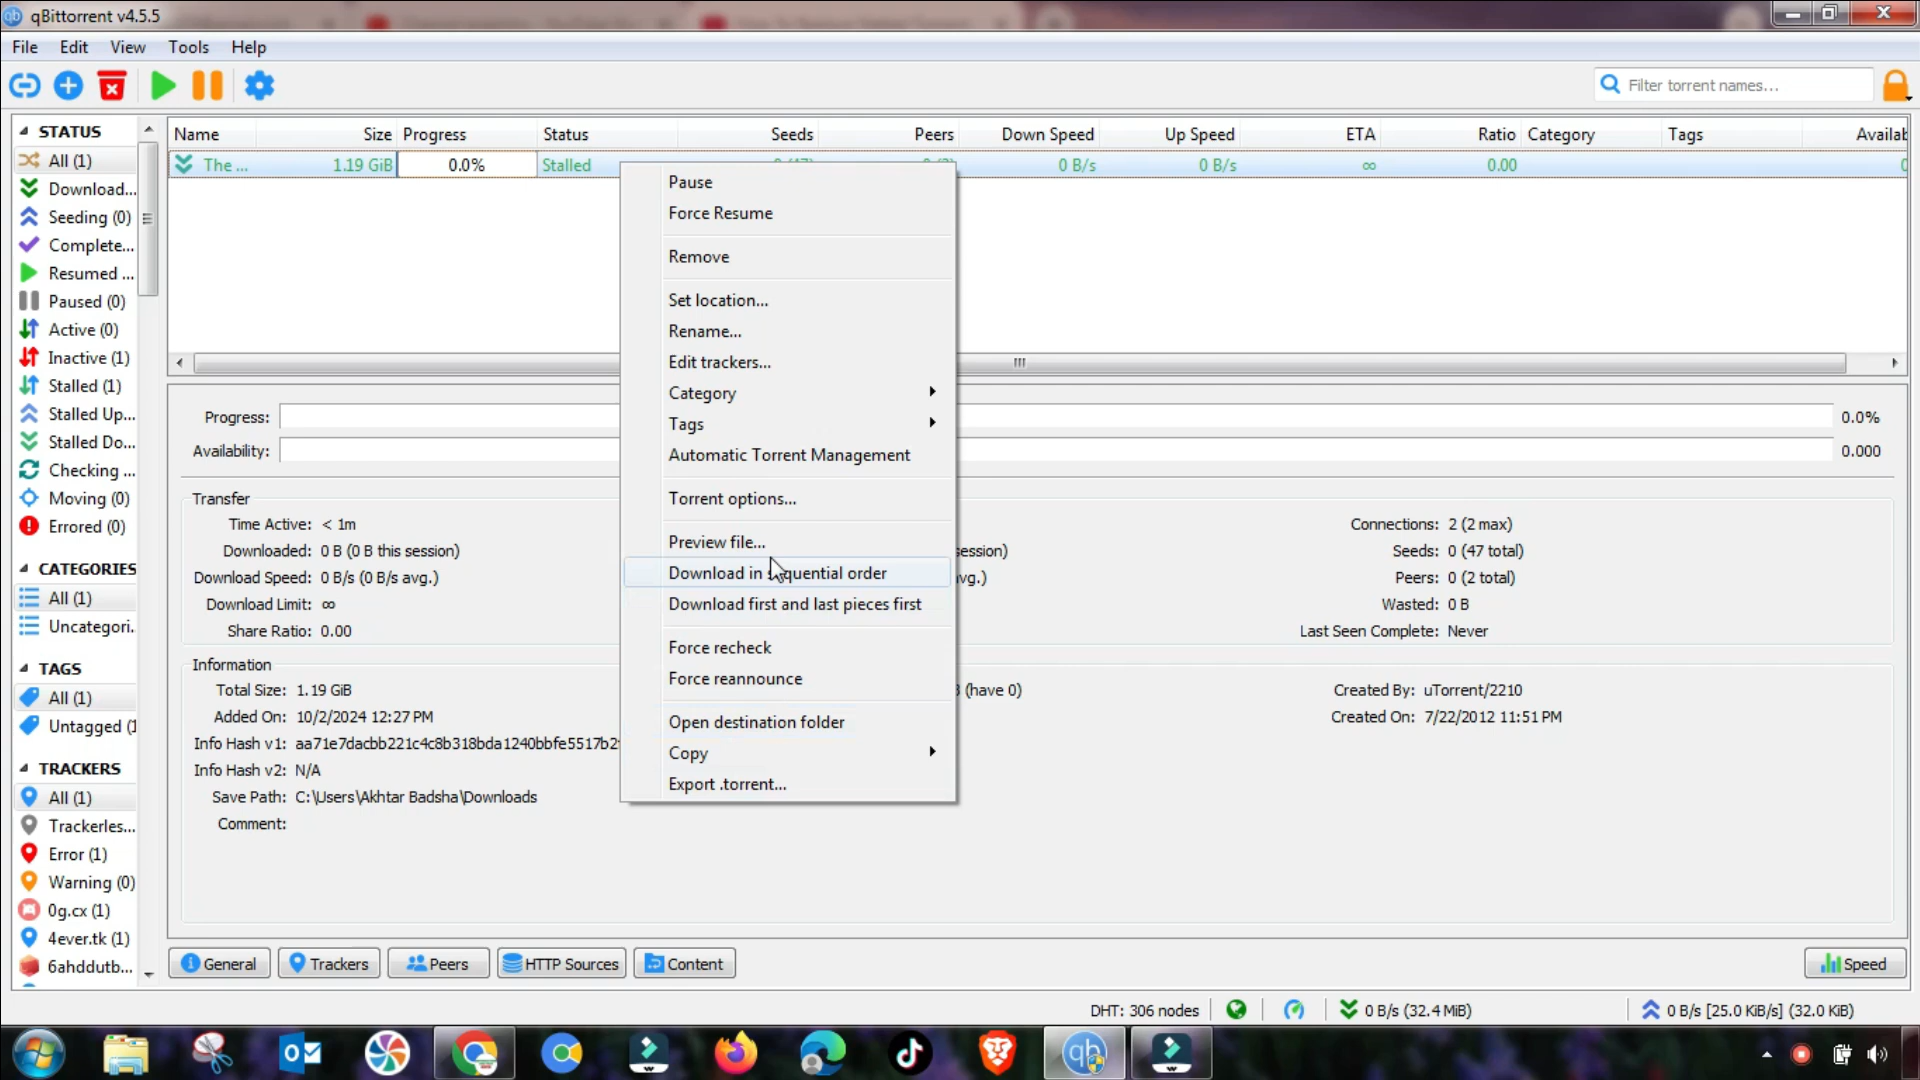 qBittorrent v4.5.5
File Edit View Tools Help
Filter torrent names...
STATUS
All (1)
Download...
Seeding (0)
Complete...
Resumed ...
Paused (0)
Active (0)
Inactive (1)
Stalled (1)
Stalled Up...
Stalled Do...
Checking ...
Moving (0)
Errored (0)
CATEGORIES
All (1)
Uncategori...
TAGS
All (1)
Untagged (1
TRACKERS
All (1)
Trackerles...
Error (1)
Warning (0)
0g.cx (1)
4ever.tk (1)
6ahddutb...
Name Size Progress Status Seeds Peers Down Speed Up Speed ETA Ratio Category Tags Availab
The ... 1.19 GiB 0.0% Stalled 0 B/s 0 B/s ∞ 0.00
Pause
Force Resume
Remove
Set location...
Rename...
Edit trackers...
Category
Tags
Automatic Torrent Management
Torrent options...
Preview file...
Download in sequential order
Download first and last pieces first
Force recheck
Force reannounce
Open destination folder
Copy
Export .torrent...
Progress: 0.0%
Availability: 0.000
Transfer
Time Active: < 1m Connections: 2 (2 max)
Downloaded: 0 B (0 B this session) session) Seeds: 0 (47 total)
Download Speed: 0 B/s (0 B/s avg.) avg.) Peers: 0 (2 total)
Download Limit: ∞ Wasted: 0 B
Share Ratio: 0.00 Last Seen Complete: Never
Information
Total Size: 1.19 GiB (have 0) Created By: uTorrent/2210
Added On: 10/2/2024 12:27 PM Created On: 7/22/2012 11:51 PM
Info Hash v1: aa71e7dacbb221c4c8b318bda1240bbfe5517b2
Info Hash v2: N/A
Save Path: C:\Users\Akhtar Badsha\Downloads
Comment:
General Trackers Peers HTTP Sources Content Speed
DHT: 306 nodes 0 B/s (32.4 MiB) 0 B/s [25.0 KiB/s] (32.0 KiB)